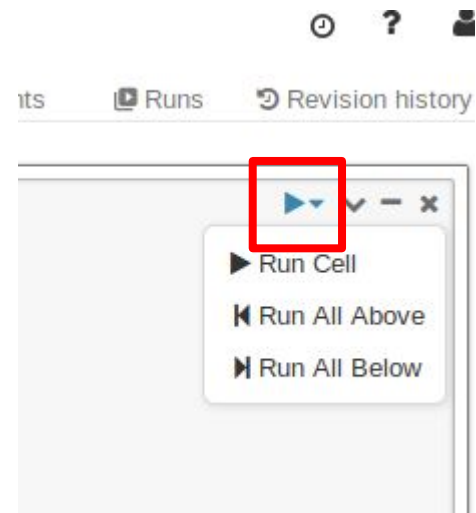 ?
nts Runs Revision history
Run Cell
Run All Above
Run All Below